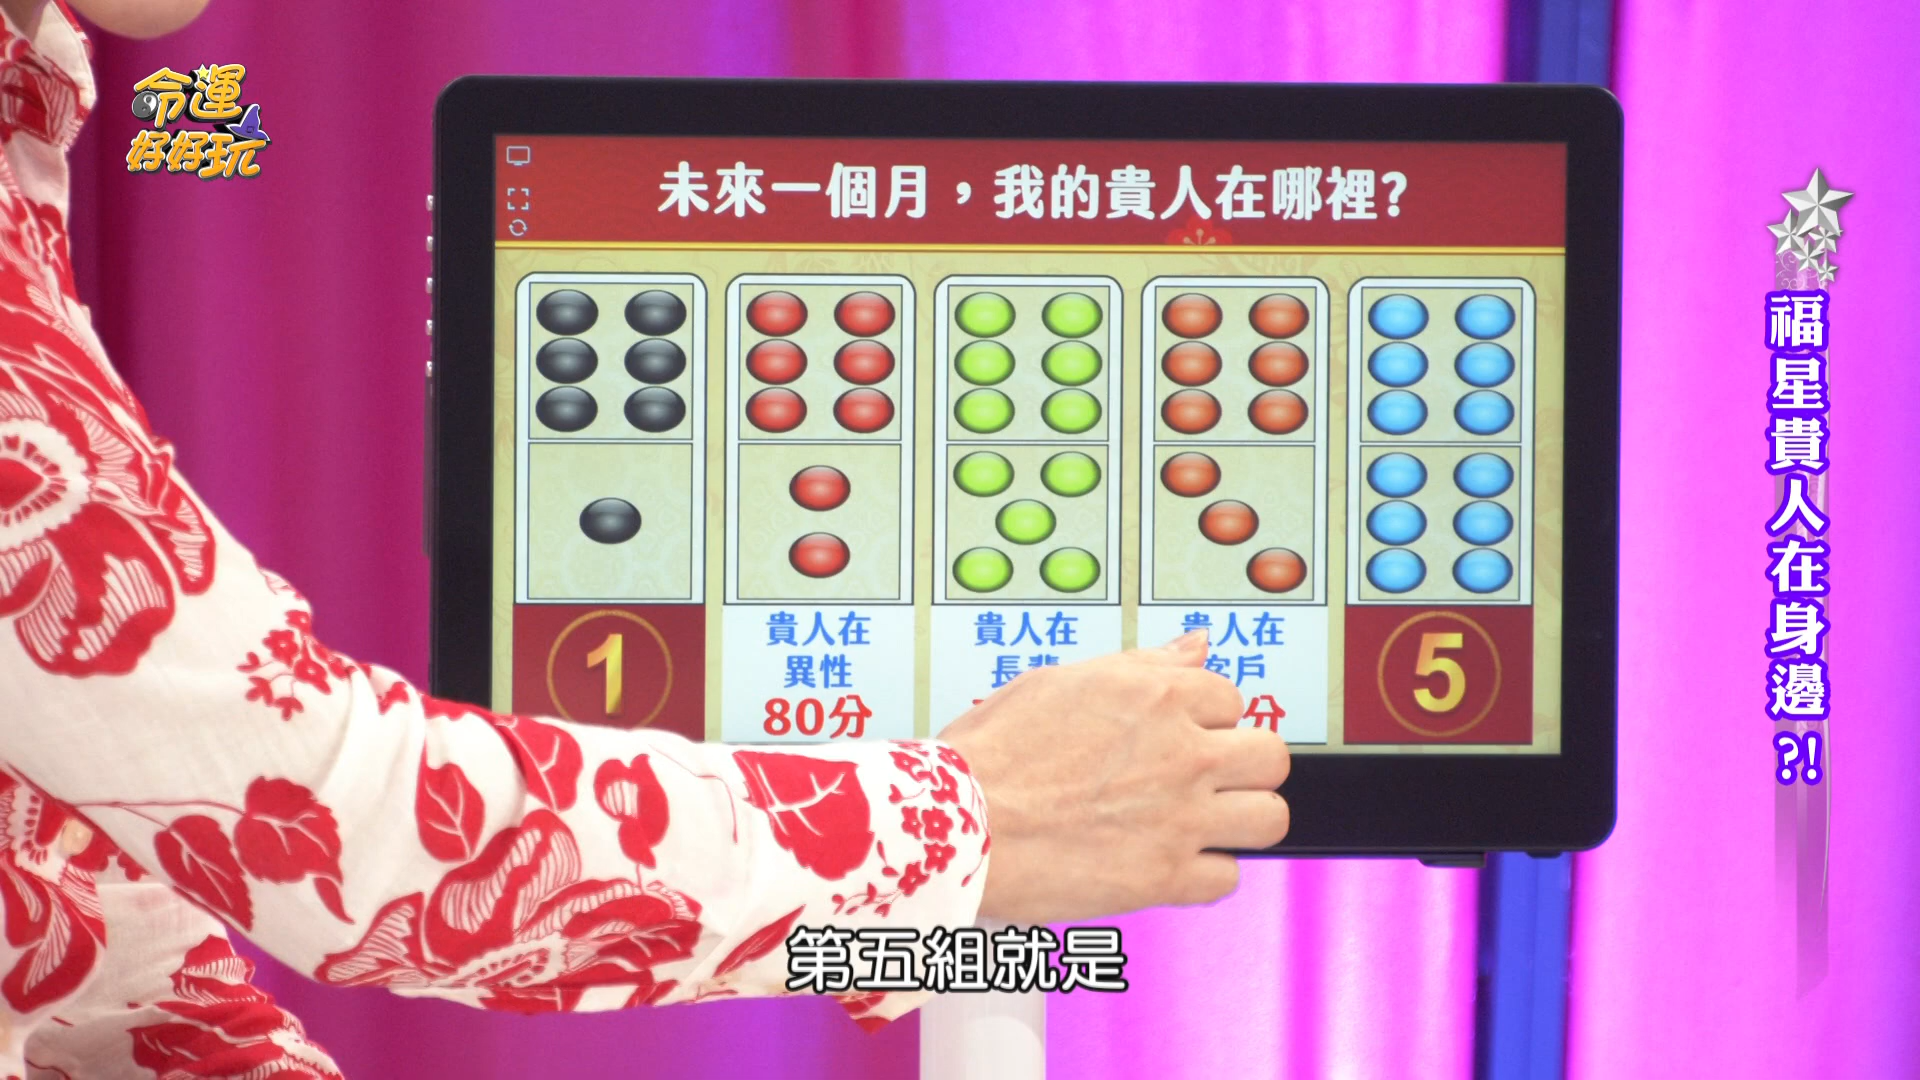 命運
好好玩
未來一個月，我的貴人在哪裡?
1
貴人在
異性
80分
貴人在
長輩
貴人在
客戶
分
5
福星貴人在身邊?!
第五組就是